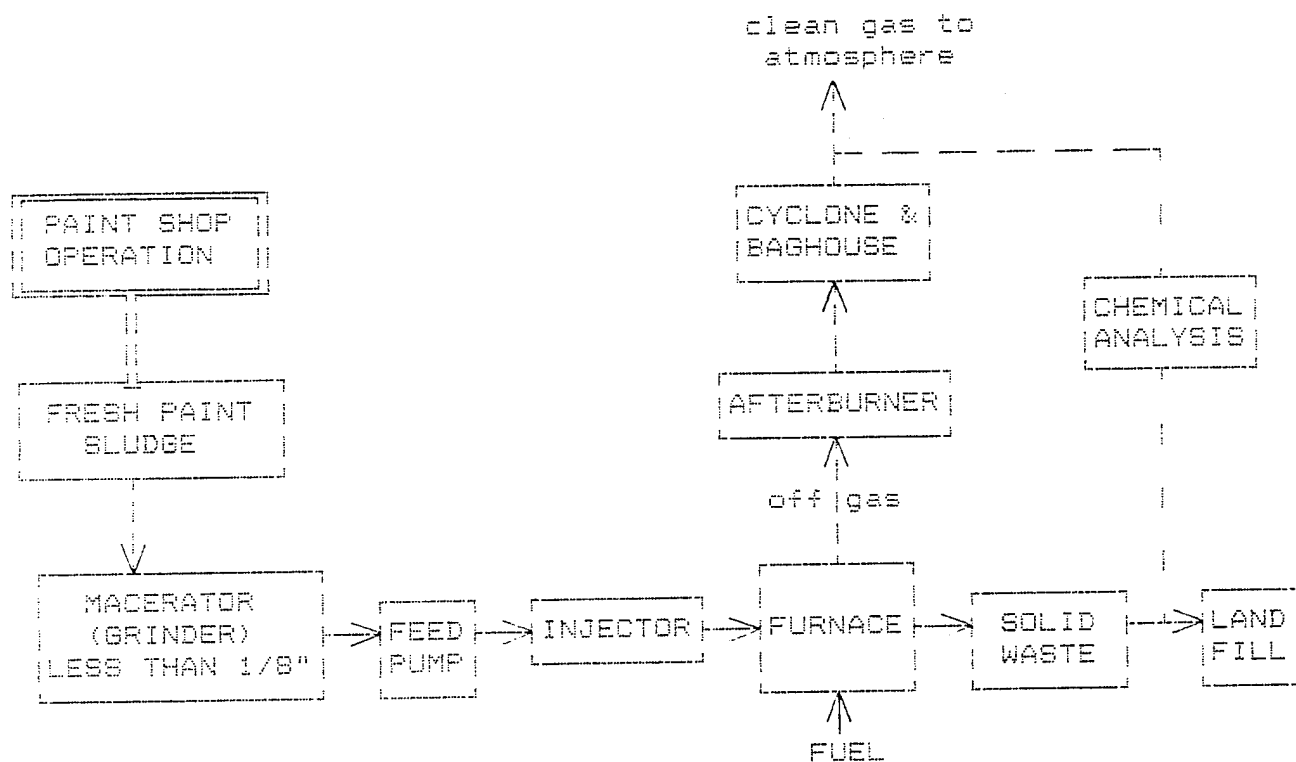 clean gas to
atmosphere
PAINT SHOP
OPERATION
CYCLONE &
BAGHOUSE
CHEMICAL
ANALYSIS
FRESH PAINT
SLUDGE
AFTERBURNER
off gas
MACERATOR
(GRINDER)
LESS THAN 1/8"
FEED
PUMP
INJECTOR
FURNACE
SOLID
WASTE
LAND
FILL
FUEL